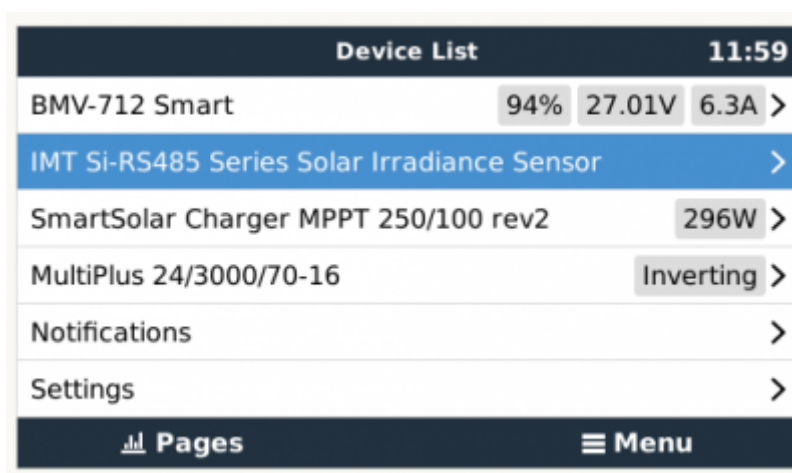 Device List 11:59
BMV-712 Smart 94% 27.01V 6.3A
IMT Si-RS485 Series Solar Irradiance Sensor
SmartSolar Charger MPPT 250/100 rev2 296W
MultiPlus 24/3000/70-16 Inverting
Notifications
Settings
Pages Menu